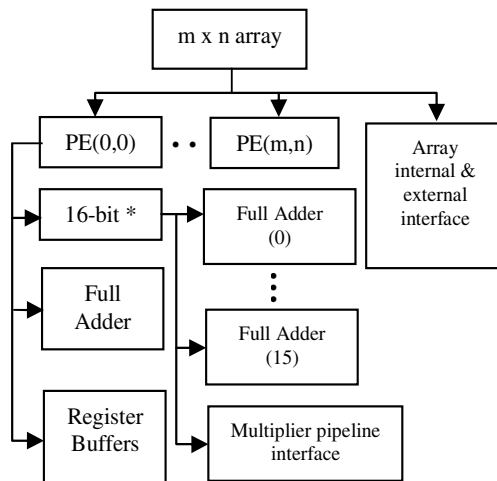 m x n array
PE(0,0)
PE(m,n)
Array
internal &
external
interface
16-bit *
Full Adder
(0)
Full
Adder
Full Adder
(15)
Register
Buffers
Multiplier pipeline
interface